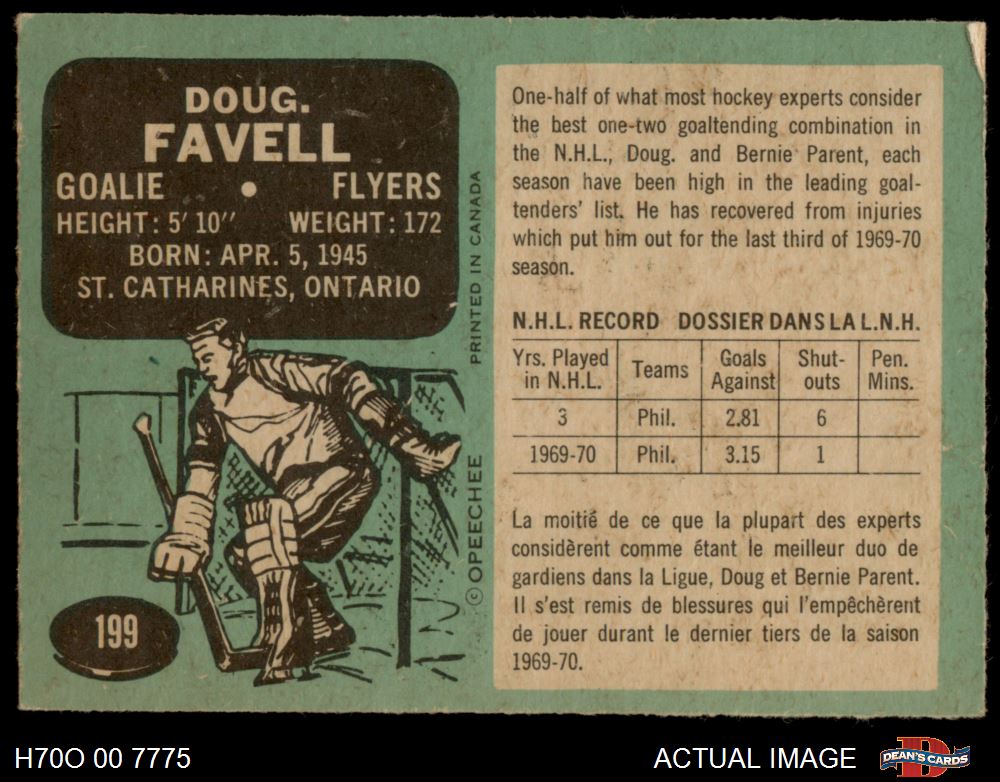 DOUG.
FAVELL
GOALIE • FLYERS
HEIGHT: 5' 10" WEIGHT: 172
BORN: APR. 5, 1945
ST. CATHARINES, ONTARIO
199
© OPEECHEE PRINTED IN CANADA
One-half of what most hockey experts consider
the best one-two goaltending combination in
the N.H.L., Doug. and Bernie Parent, each
season have been high in the leading goal-
tenders' list. He has recovered from injuries
which put him out for the last third of 1969-70
season.
N.H.L. RECORD DOSSIER DANS LA L.N.H.
Yrs. Played Teams Goals Shut- Pen.
in N.H.L. Against outs Mins.
3 Phil. 2.81 6
1969-70 Phil. 3.15 1
La moitié de ce que la plupart des experts
considèrent comme étant le meilleur duo de
gardiens dans la Ligue, Doug et Bernie Parent.
Il s'est remis de blessures qui l'empêchèrent
de jouer durant le dernier tiers de la saison
1969-70.
H70O 00 7775
ACTUAL IMAGE
D
DEAN'S CARDS